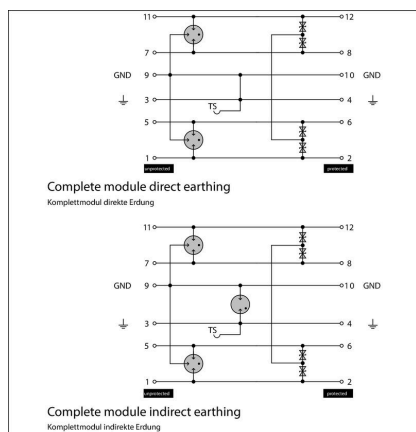 11 12
7 8
GND 9 10 GND
3 4
TS
5 6
1 2
unprotected protected
Complete module direct earthing
Komplettmodul direkte Erdung
11 12
7 8
GND 9 10 GND
3 4
TS
5 6
1 2
unprotected protected
Complete module indirect earthing
Komplettmodul indirekte Erdung